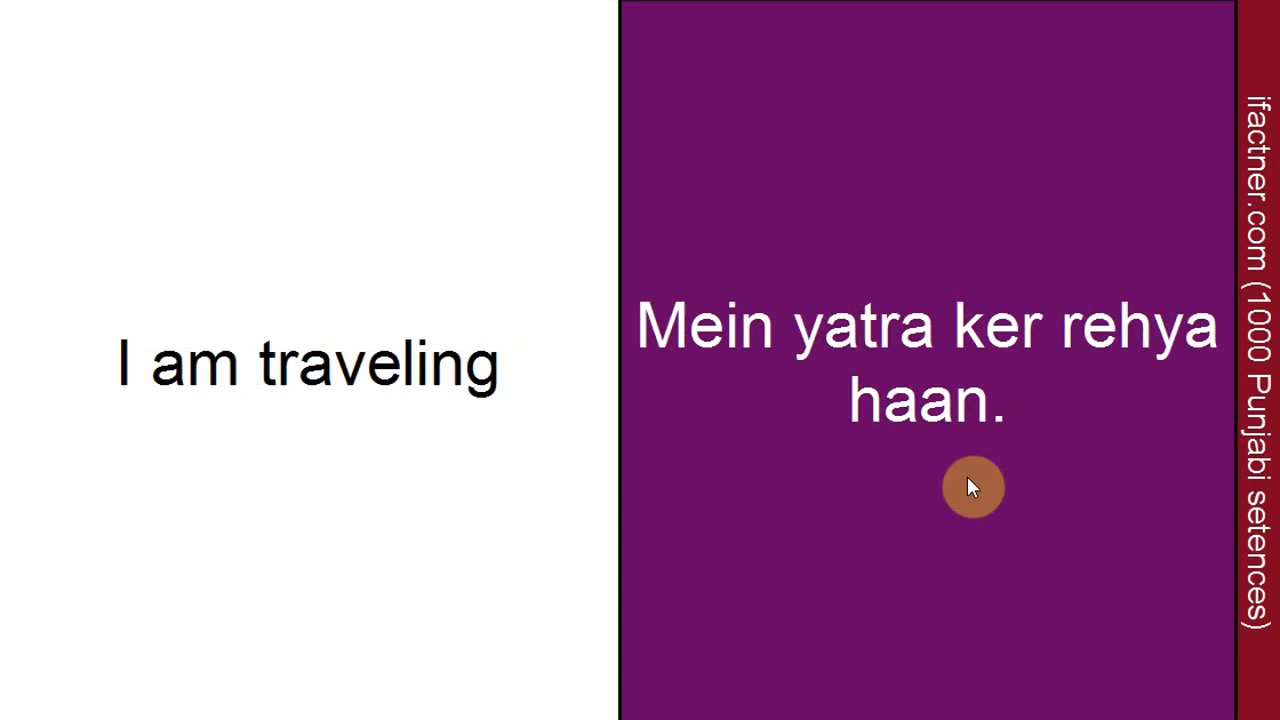 I am traveling
Mein yatra ker rehya
haan.
ifactner.com (1000 Punjabi setences)